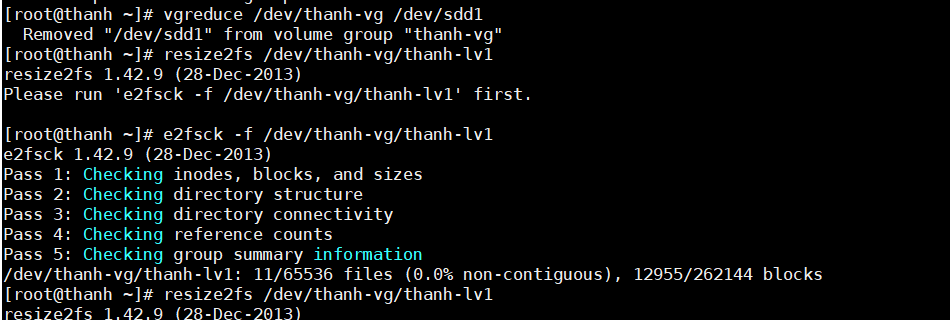 [root@thanh ~]# vgreduce /dev/thanh-vg /dev/sdd1
  Removed "/dev/sdd1" from volume group "thanh-vg"
[root@thanh ~]# resize2fs /dev/thanh-vg/thanh-lv1
resize2fs 1.42.9 (28-Dec-2013)
Please run 'e2fsck -f /dev/thanh-vg/thanh-lv1' first.

[root@thanh ~]# e2fsck -f /dev/thanh-vg/thanh-lv1
e2fsck 1.42.9 (28-Dec-2013)
Pass 1: Checking inodes, blocks, and sizes
Pass 2: Checking directory structure
Pass 3: Checking directory connectivity
Pass 4: Checking reference counts
Pass 5: Checking group summary information
/dev/thanh-vg/thanh-lv1: 11/65536 files (0.0% non-contiguous), 12955/262144 blocks
[root@thanh ~]# resize2fs /dev/thanh-vg/thanh-lv1
resize2fs 1.42.9 (28-Dec-2013)